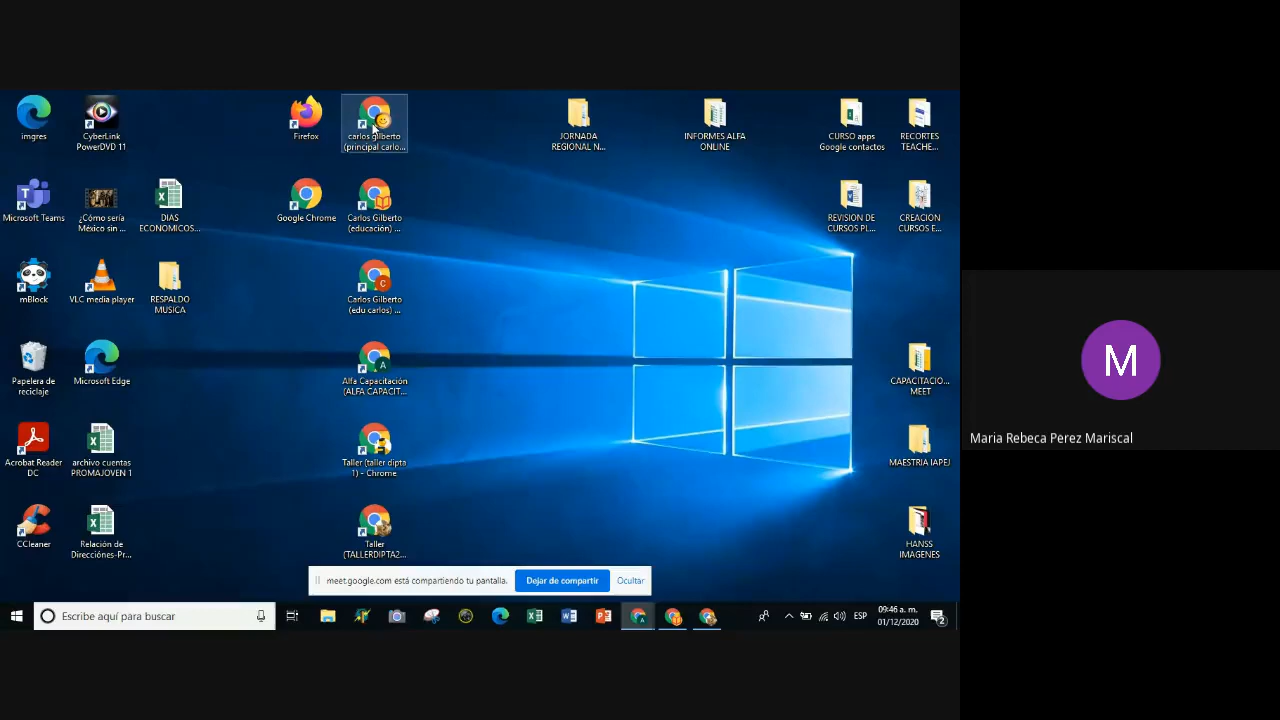 imgres
CyberLink
PowerDVD 11
Firefox
carlos gilberto
(principal carlo...
JORNADA
REGIONAL N...
INFORMES ALFA
ONLINE
CURSO apps
Google contactos
RECORTES
TEACHE...
Microsoft Teams
¿Cómo sería
México sin ...
DIAS
ECONOMICOS...
Google Chrome
Carlos Gilberto
(educación) ...
REVISION DE
CURSOS PL...
CREACION
CURSOS E...
mBlock
VLC media player
RESPALDO
MUSICA
Carlos Gilberto
(edu carlos) ...
Papelera de
reciclaje
Microsoft Edge
Alfa Capacitación
(ALFA CAPACIT...
CAPACITACIO...
MEET
Acrobat Reader
DC
archivo cuentas
PROMAJOVEN 1
Taller (taller dipta
1) - Chrome
MAESTRIA IAPEJ
CCleaner
Relación de
Direcciónes-Pr...
Taller
(TALLERDIPTA2...
HANSS
IMAGENES
meet.google.com está compartiendo tu pantalla.
Dejar de compartir
Ocultar
Escribe aquí para buscar
ESP
09:46 a. m.
01/12/2020
2
M
Maria Rebeca Perez Mariscal